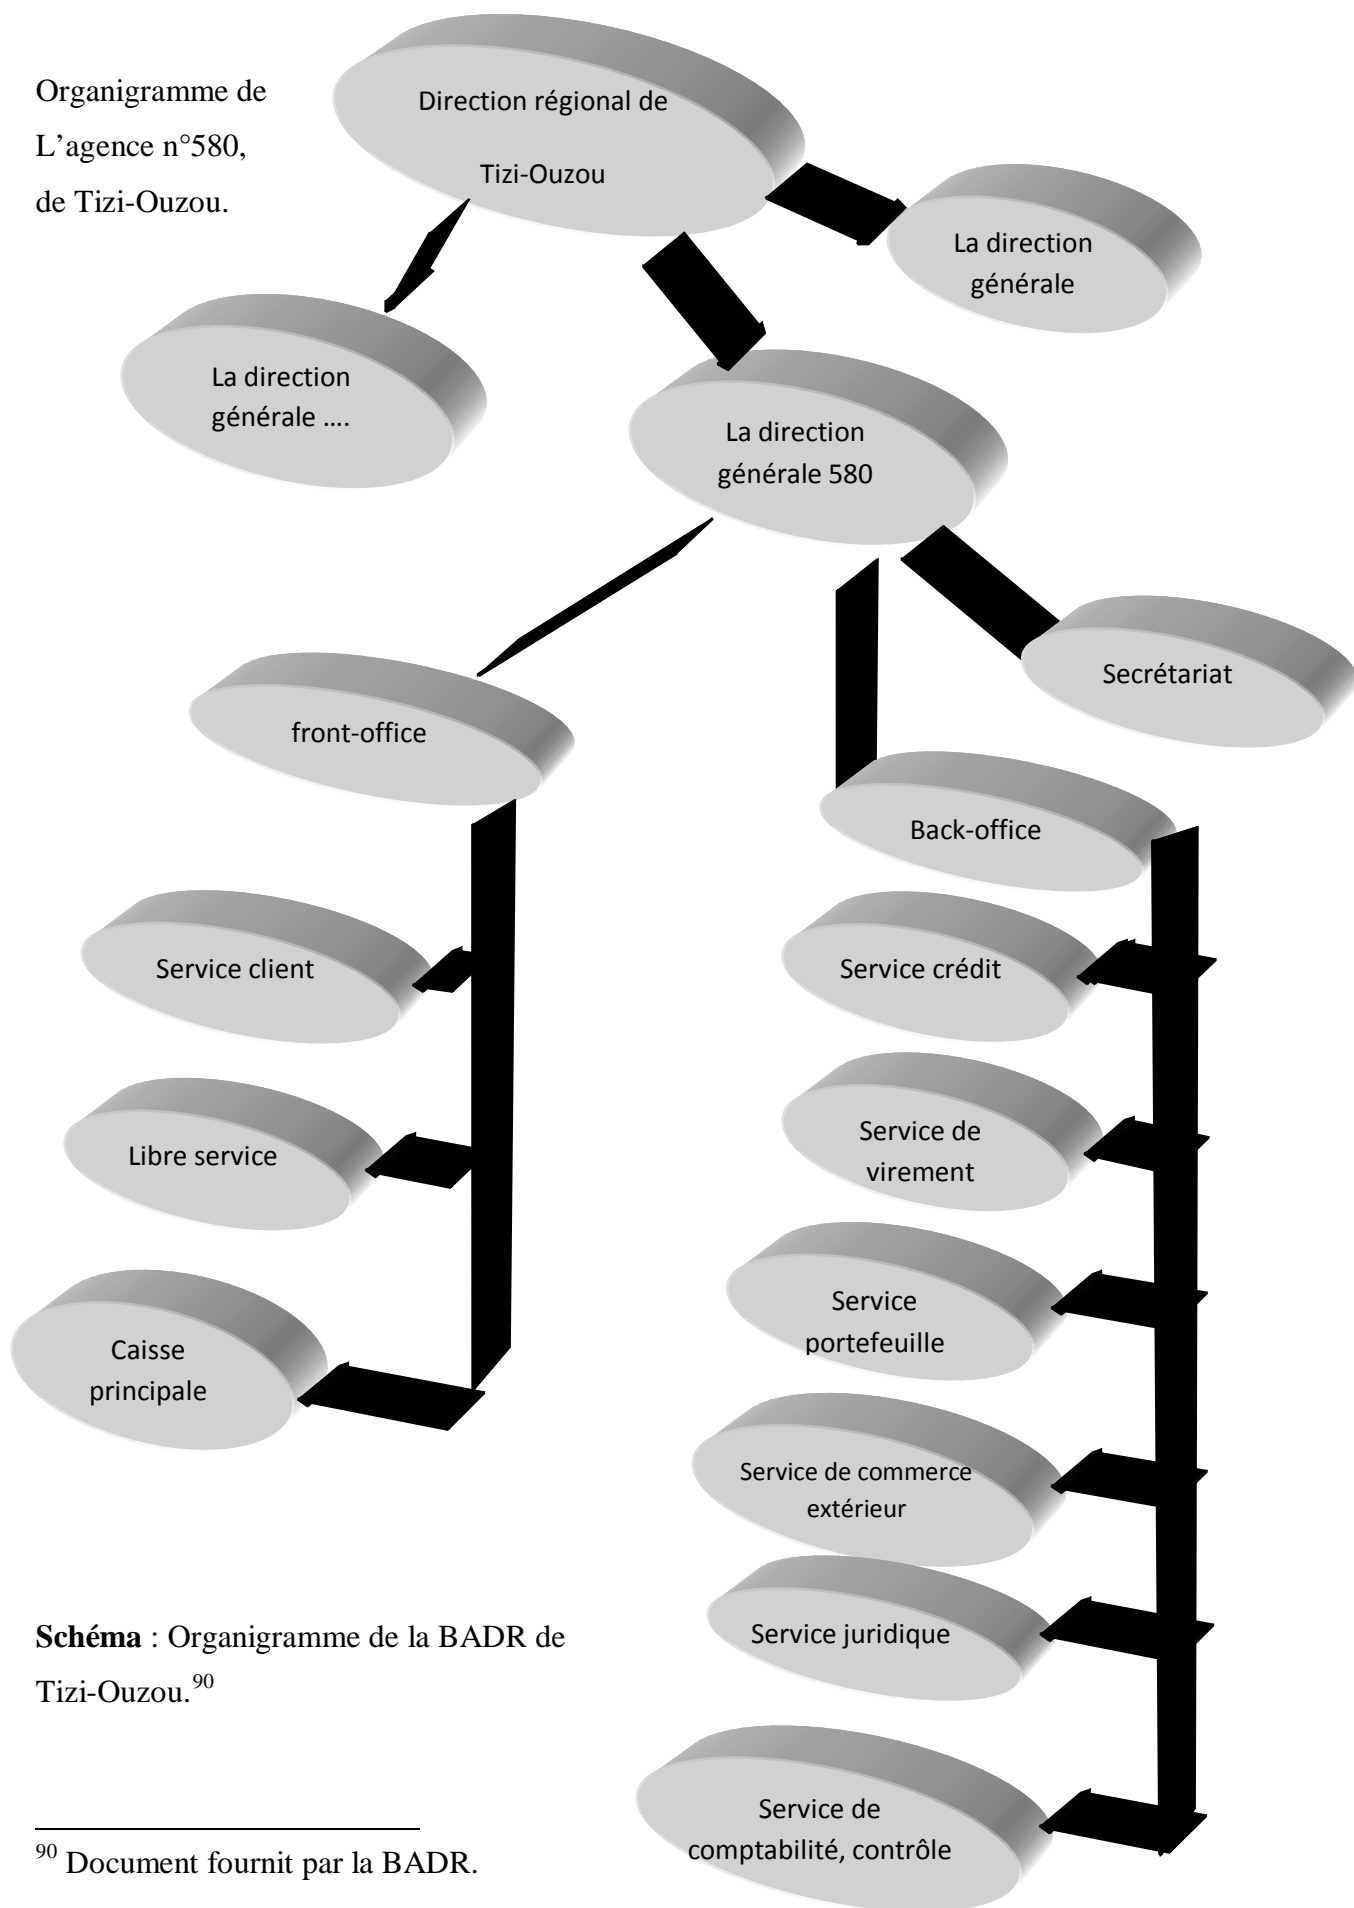 Organigramme de
L’agence n°580,
de Tizi-Ouzou.
Direction régional de
Tizi-Ouzou
La direction
générale
La direction
générale ....
La direction
générale 580
Secrétariat
front-office
Back-office
Service client
Service crédit
Libre service
Service de
virement
Caisse
principale
Service
portefeuille
Service de commerce
extérieur
Service juridique
Service de
comptabilité, contrôle
Schéma : Organigramme de la BADR de
Tizi-Ouzou.90
90 Document fournit par la BADR.